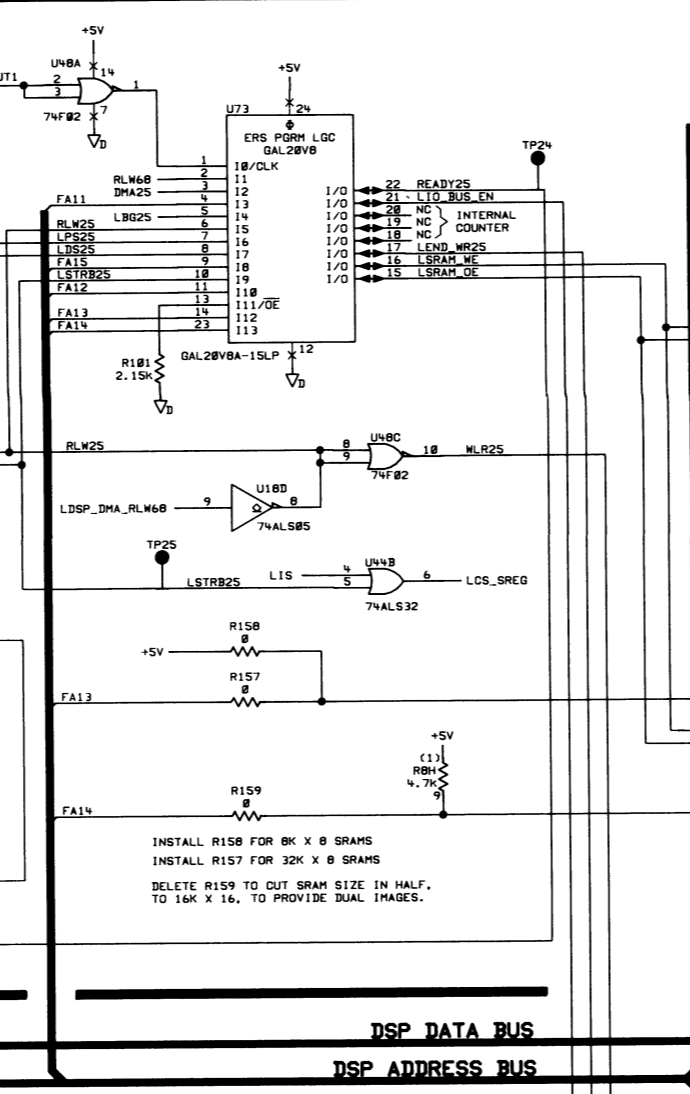 +5V
U48A
14
UT1
2
3
1
74F02
7
D
+5V
U73
24
Φ
ERS PGRM LGC
GAL20V8
1 I0/CLK
RLW68 2 I1
DMA25 3 I2
FA11 4 I3
LBG25 5 I4
RLW25 6 I5
LPS25 7 I6
LDS25 8 I7
FA15 9 I8
LSTRB25 10 I9
FA12 11 I10
13 I11/OE
FA13 14 I12
FA14 23 I13
I/O 22 READY25
I/O 21 LIO_BUS_EN
I/O 20 NC
I/O 19 NC
I/O 18 NC
INTERNAL
COUNTER
I/O 17 LEND_WR25
I/O 16 LSRAM_WE
I/O 15 LSRAM_OE
TP24
GAL20V8A-15LP
12
D
R101
2.15k
D
RLW25
8
9
U48C
10
WLR25
74F02
LDSP_DMA_RLW68
9
U18D
Ω
8
74ALS05
TP25
LSTRB25
LIS
4
5
U44B
6
LCS_SREG
74ALS32
R158
0
+5V
R157
0
FA13
+5V
(1)
R8H
4.7K
9
R159
0
FA14
INSTALL R158 FOR 8K X 8 SRAMS
INSTALL R157 FOR 32K X 8 SRAMS
DELETE R159 TO CUT SRAM SIZE IN HALF,
TO 16K X 16, TO PROVIDE DUAL IMAGES.
DSP DATA BUS
DSP ADDRESS BUS